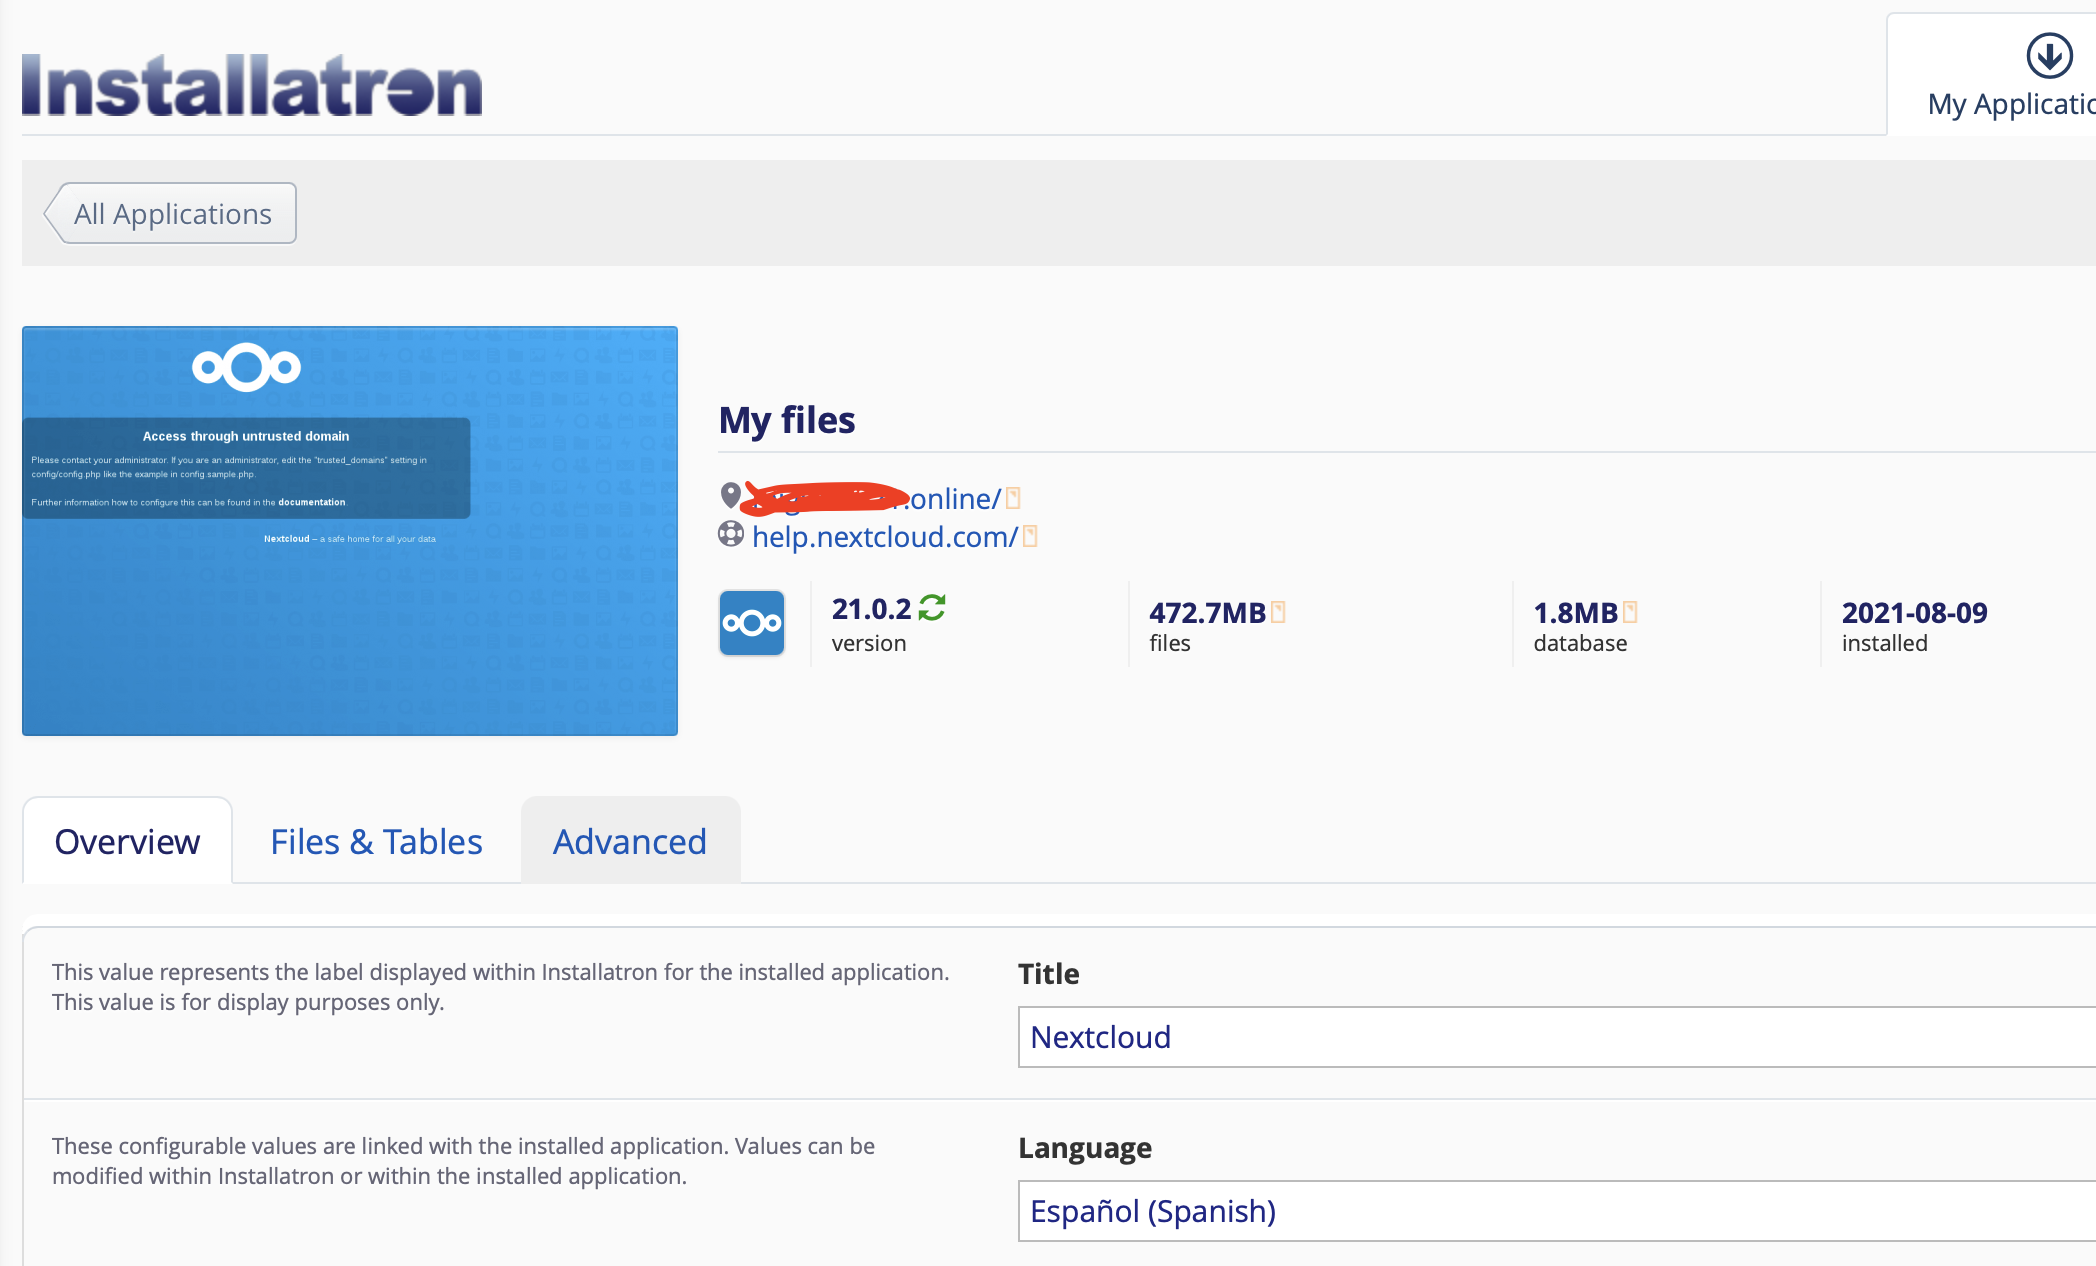 Installatron
My Applicatio
All Applications
Access through untrusted domain
Please contact your administrator. If you are an administrator, edit the "trusted_domains" setting in
config/config.php like the example in config.sample.php.
Further information how to configure this can be found in the documentation.
Nextcloud – a safe home for all your data
My files
.online/
help.nextcloud.com/
21.0.2
version
472.7MB
files
1.8MB
database
2021-08-09
installed
Overview
Files & Tables
Advanced
This value represents the label displayed within Installatron for the installed application.
This value is for display purposes only.
Title
Nextcloud
These configurable values are linked with the installed application. Values can be
modified within Installatron or within the installed application.
Language
Español (Spanish)